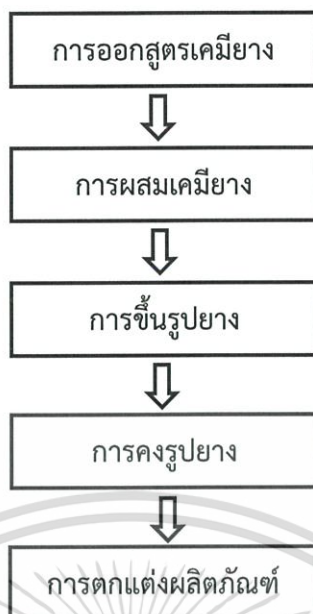 การออกสูตรเคมียาง
การผสมเคมียาง
การขึ้นรูปยาง
การคงรูปยาง
การตกแต่งผลิตภัณฑ์